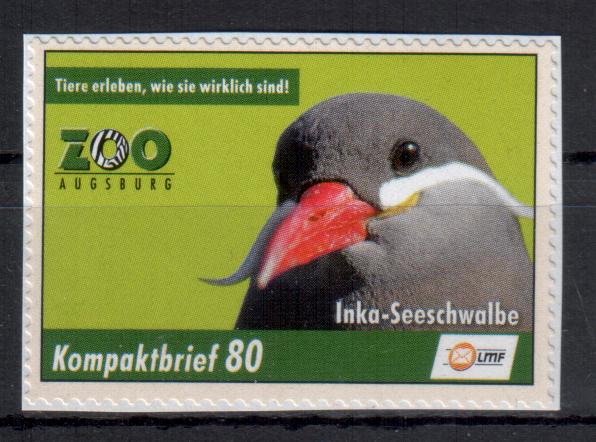 Tiere erleben, wie sie wirklich sind!
ZOO
AUGSBURG
Inka-Seeschwalbe
Kompaktbrief 80
LMF